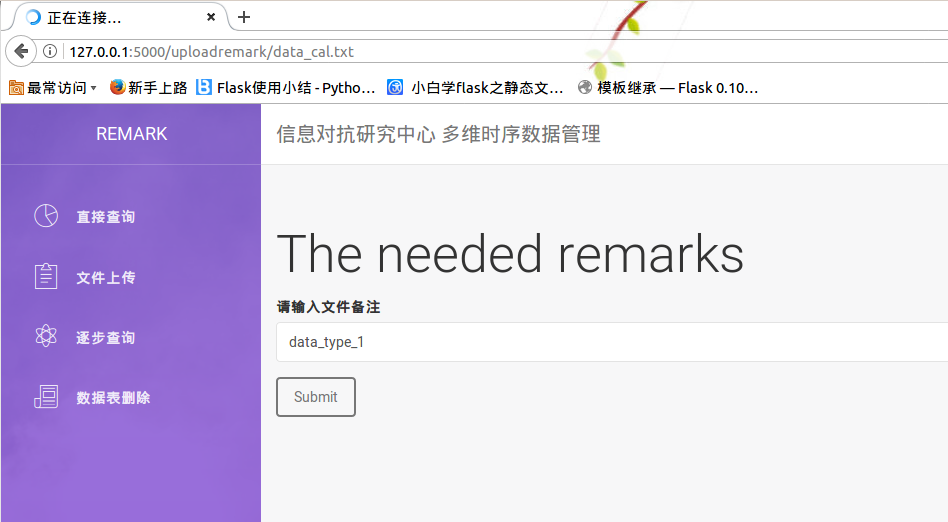 正在连接...
127.0.0.1:5000/uploadremark/data_cal.txt
最常访问 新手上路 Flask使用小结 - Pytho... 小白学flask之静态文... 模板继承 — Flask 0.10...
REMARK
信息对抗研究中心 多维时序数据管理
直接查询
文件上传
逐步查询
数据表删除
The needed remarks
请输入文件备注
data_type_1
Submit